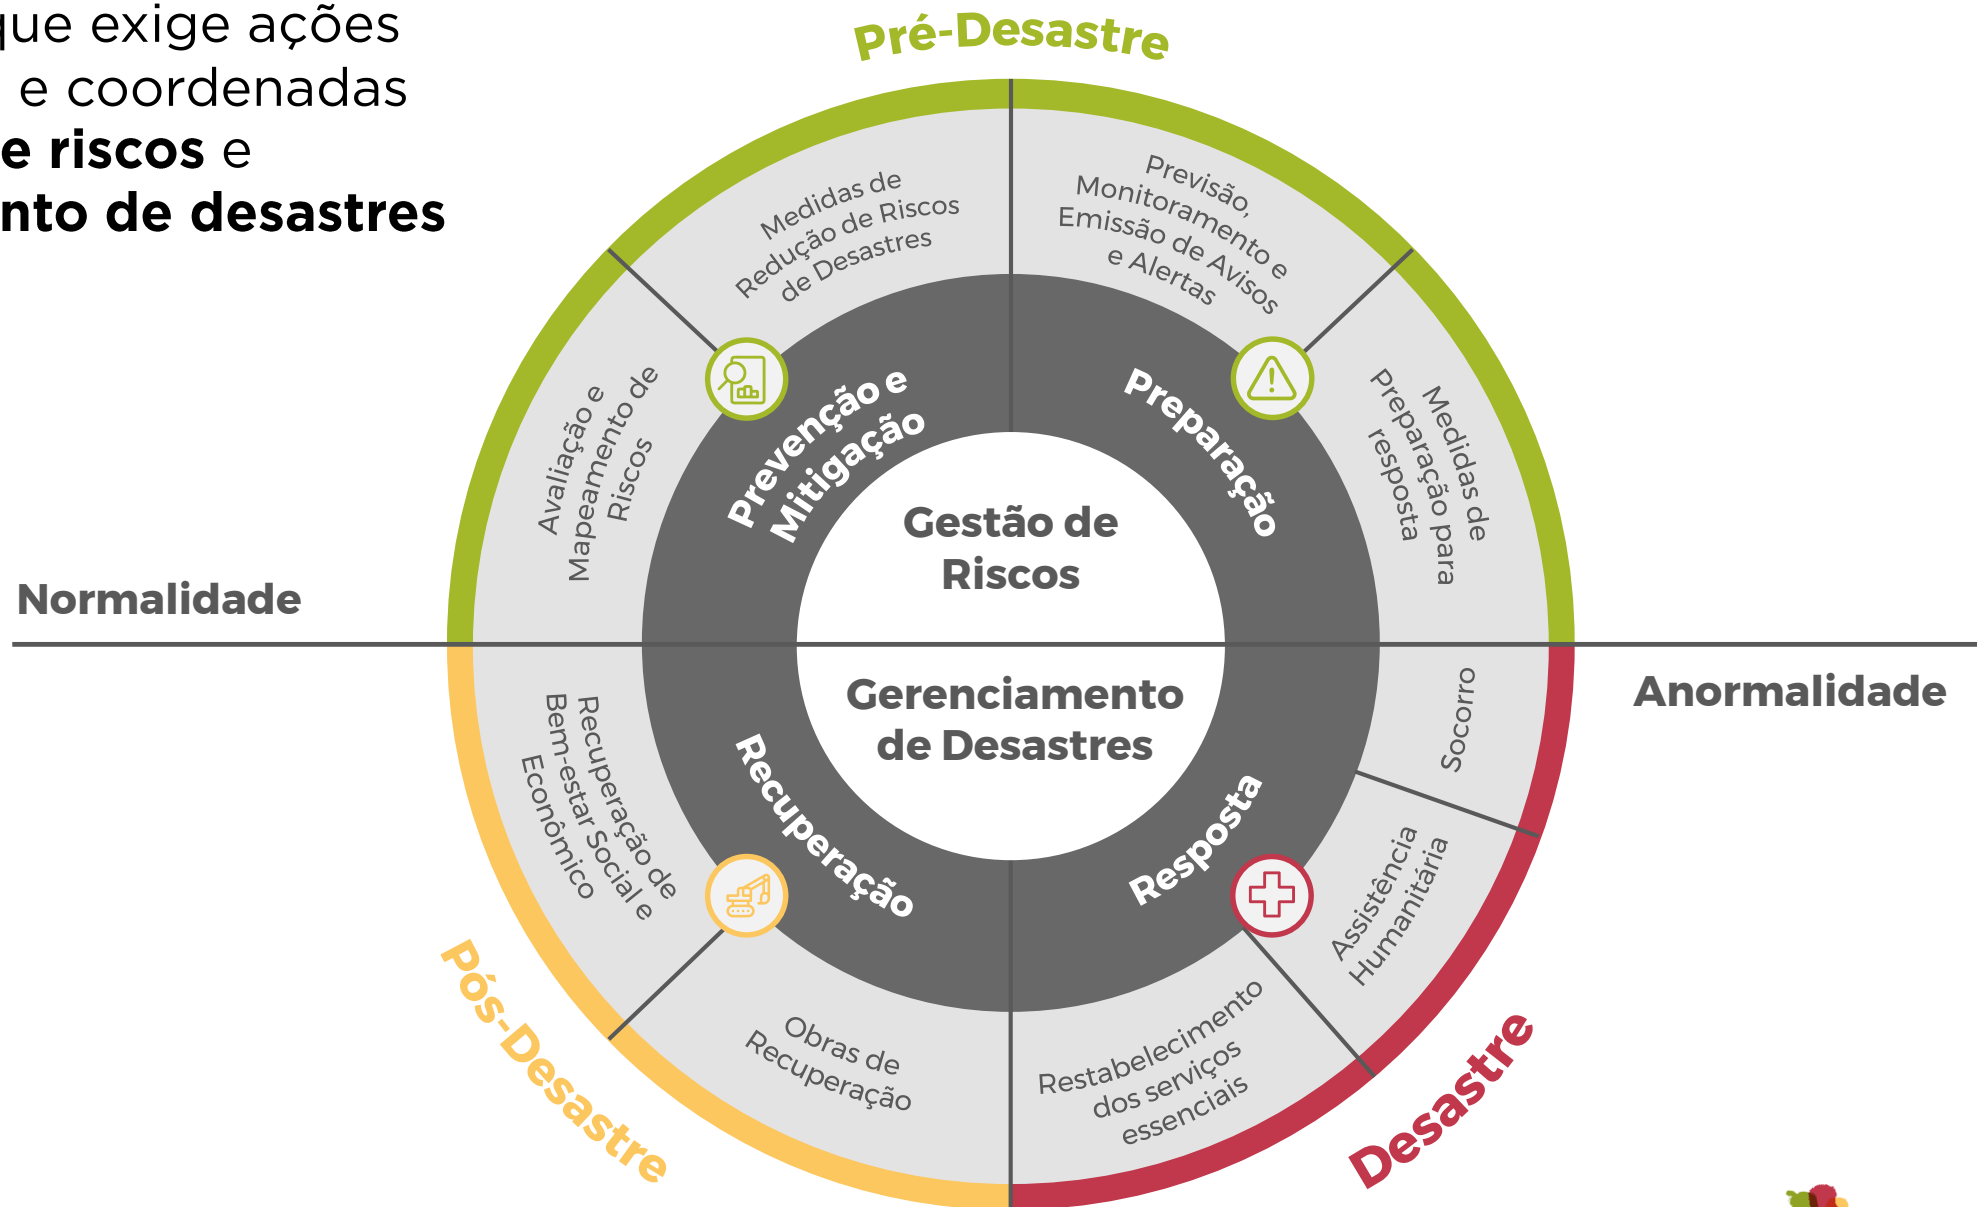 que exige ações
e coordenadas
e riscos e
nto de desastres
Pré-Desastre
Medidas de
Redução de Riscos
de Desastres
Previsão,
Monitoramento e
Emissão de Avisos
e Alertas
Avaliação e
Mapeamento de
Riscos
Prevenção e
Mitigação
Preparação
Medidas de
Preparação para
resposta
Gestão de
Riscos
Normalidade
Anormalidade
Gerenciamento
de Desastres
Recuperação de
Bem-estar Social e
Econômico
Recuperação
Resposta
Socorro
Assistência
Humanitária
Obras de
Recuperação
Restabelecimento
dos serviços
essenciais
Pós-Desastre
Desastre